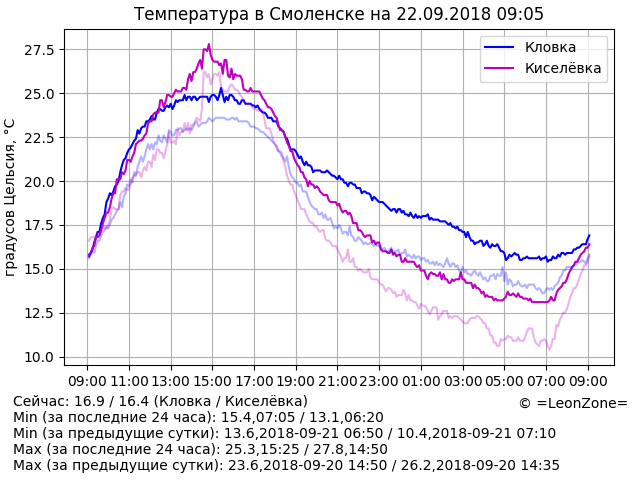 Температура в Смоленске на 22.09.2018 09:05
градусов Цельсия, °C
27.5
25.0
22.5
20.0
17.5
15.0
12.5
10.0
Кловка
Киселёвка
09:00 11:00 13:00 15:00 17:00 19:00 21:00 23:00 01:00 03:00 05:00 07:00 09:00
Сейчас: 16.9 / 16.4 (Кловка / Киселёвка)
© =LeonZone=
Min (за последние 24 часа): 15.4,07:05 / 13.1,06:20
Min (за предыдущие сутки): 13.6,2018-09-21 06:50 / 10.4,2018-09-21 07:10
Max (за последние 24 часа): 25.3,15:25 / 27.8,14:50
Max (за предыдущие сутки): 23.6,2018-09-20 14:50 / 26.2,2018-09-20 14:35